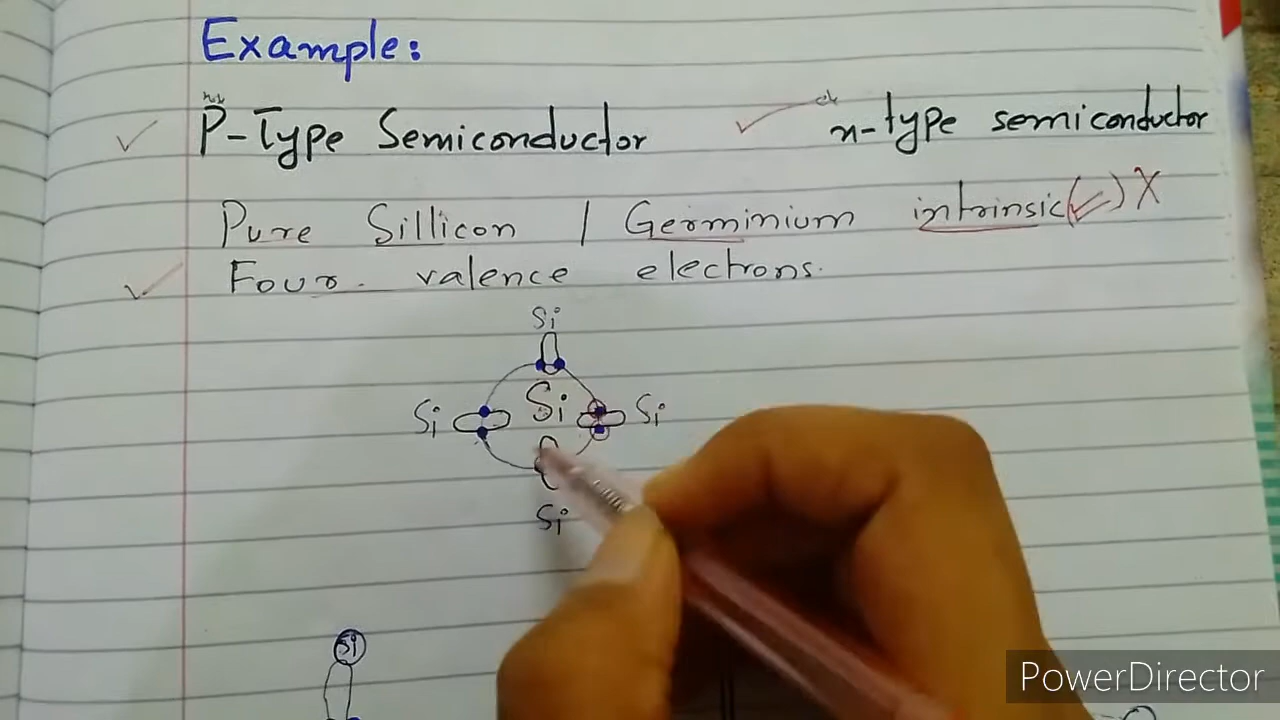 Example:
P-Type Semiconductor n-type semiconductor
Pure Sillicon / Germinium intrinsic(✓) X
Four valence electrons.
Si
Si Si Si
Si
Si
PowerDirector